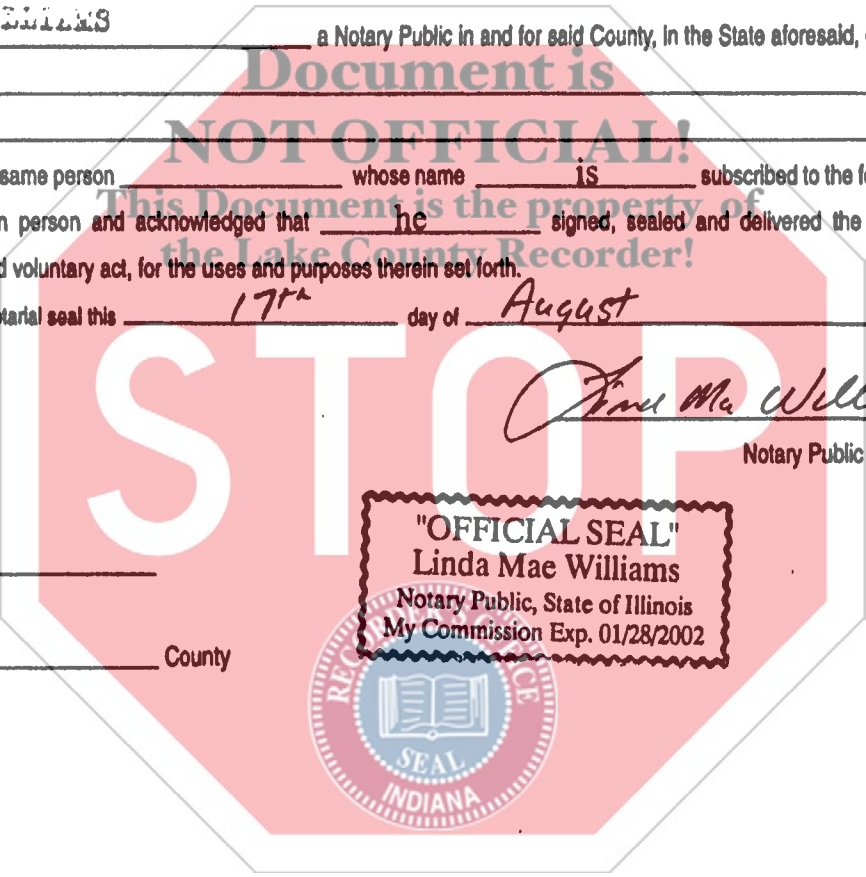 a Notary Public in and for said County, in the State aforesaid,
Document is
NOT OFFICIAL!
same person whose name is subscribed to the
This Document is the property of
person and acknowledged that he signed, sealed and delivered the
the Lake County Recorder!
voluntary act, for the uses and purposes therein set forth.
seal this 17th day of August
STOP
Notary Public
"OFFICIAL SEAL"
Linda Mae Williams
Notary Public, State of Illinois
My Commission Exp. 01/28/2002
County
RECORDER'S OFFICE
SEAL
INDIANA